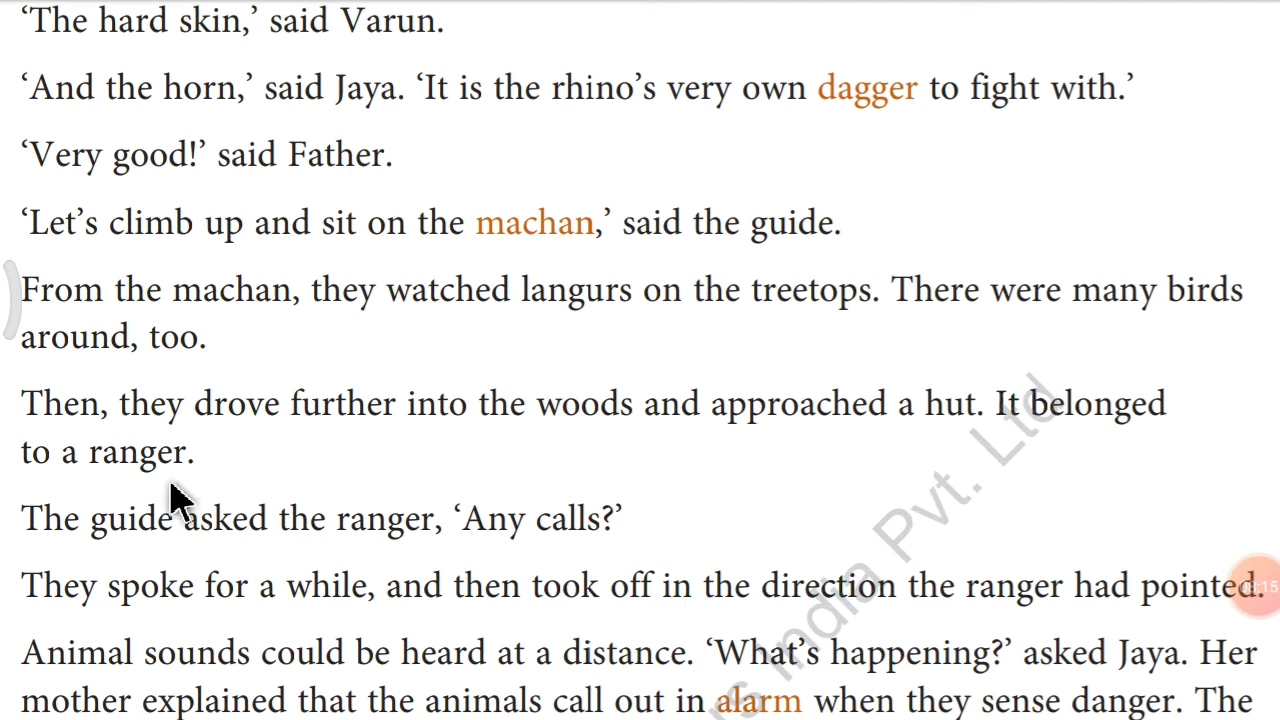 ‘The hard skin,’ said Varun.
‘And the horn,’ said Jaya. ‘It is the rhino’s very own dagger to fight with.’
‘Very good!’ said Father.
‘Let’s climb up and sit on the machan,’ said the guide.
From the machan, they watched langurs on the treetops. There were many birds
around, too.
Then, they drove further into the woods and approached a hut. It belonged
to a ranger.
The guide asked the ranger, ‘Any calls?’
They spoke for a while, and then took off in the direction the ranger had pointed.
Animal sounds could be heard at a distance. ‘What’s happening?’ asked Jaya. Her
mother explained that the animals call out in alarm when they sense danger. The
rs India Pvt. Ltd